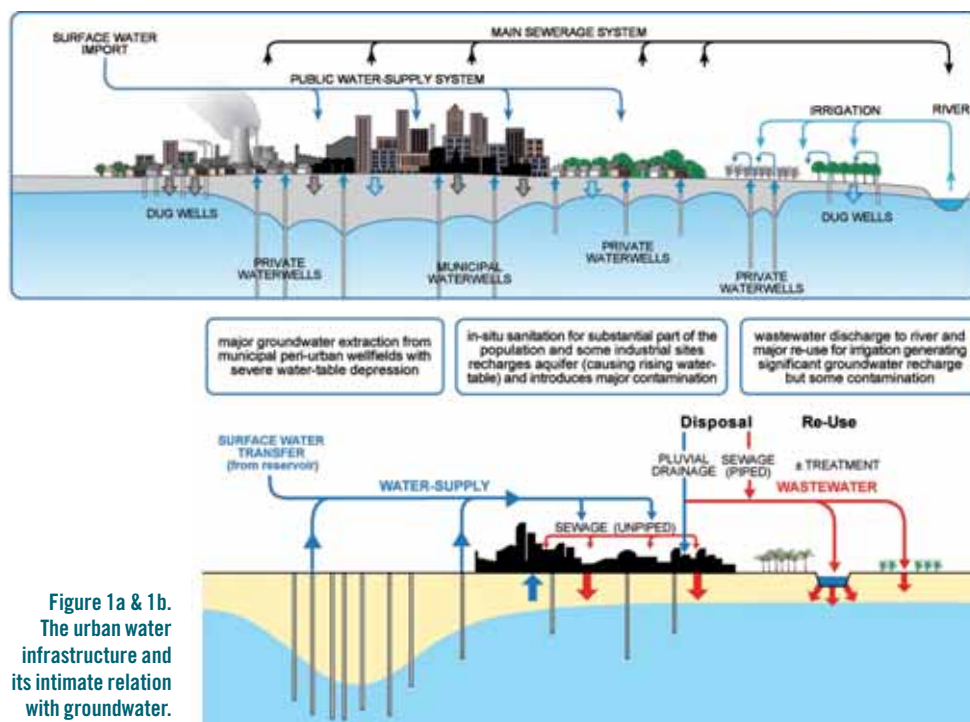 SURFACE WATER
IMPORT
MAIN SEWERAGE SYSTEM
PUBLIC WATER-SUPPLY SYSTEM
IRRIGATION
RIVER
DUG WELLS
PRIVATE
WATERWELLS
MUNICIPAL
WATERWELLS
PRIVATE
WATERWELLS
PRIVATE
WATERWELLS
DUG WELLS
major groundwater extraction from
municipal peri-urban wellfields with
severe water-table depression
in-situ sanitation for substantial part of the
population and some industrial sites
recharges aquifer (causing rising water-
table) and introduces major contamination
wastewater discharge to river and
major re-use for irrigation generating
significant groundwater recharge
but some contamination
Disposal
Re-Use
SURFACE WATER
TRANSFER
(from reservoir)
WATER-SUPPLY
PLUVIAL
DRAINAGE
SEWAGE
(PIPED)
± TREATMENT
WASTEWATER
SEWAGE (UNPIPED)
Figure 1a & 1b.
The urban water
infrastructure and
its intimate relation
with groundwater.